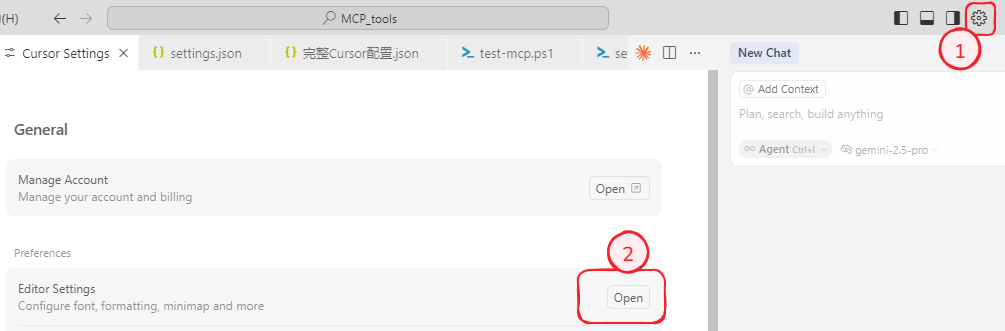 (H)
MCP_tools
1
Cursor Settings
settings.json
完整Cursor配置.json
test-mcp.ps1
se
New Chat
@ Add Context
Plan, search, build anything
Agent Ctrl+I
gemini-2.5-pro
General
Manage Account
Manage your account and billing
Open
Preferences
2
Editor Settings
Configure font, formatting, minimap and more
Open